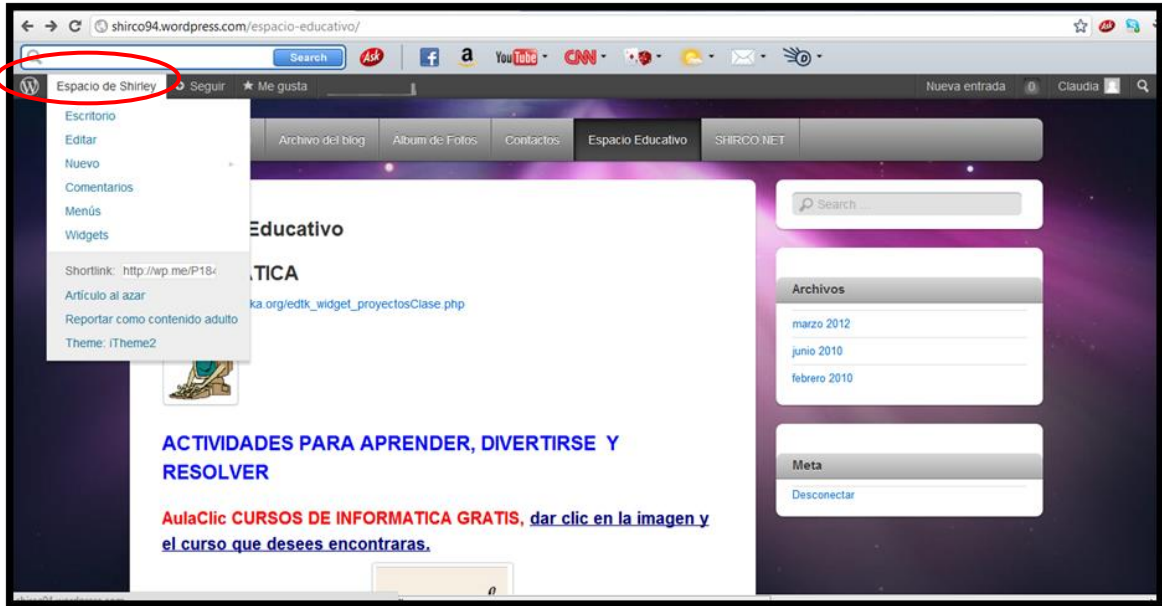 shirco94.wordpress.com/espacio-educativo/
Search Ask f a You Tube CNN
Espacio de Shirley Seguir Me gusta Nueva entrada 0 Claudia
Escritorio
Editar
Nuevo
Comentarios
Menús
Widgets
Shortlink: http://wp.me/P184
Artículo al azar
Reportar como contenido adulto
Theme: iTheme2
Archivo del blog Album de Fotos Contactos Espacio Educativo SHIRCO NET
Educativo
TICA
ka.org/edtk_widget_proyectosClase.php
ACTIVIDADES PARA APRENDER, DIVERTIRSE Y
RESOLVER
AulaClic CURSOS DE INFORMATICA GRATIS, dar clic en la imagen y
el curso que desees encontraras.
Search ...
Archivos
marzo 2012
junio 2010
febrero 2010
Meta
Desconectar